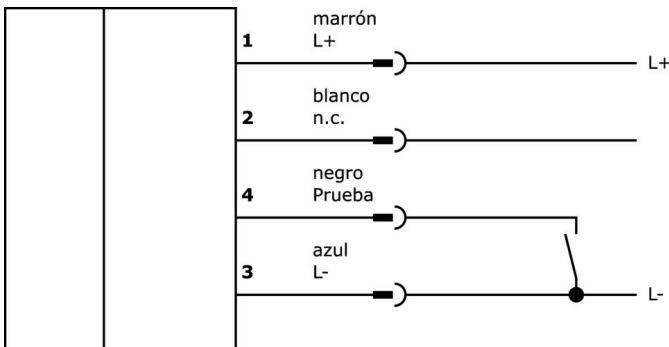 marrón
1 L+
L+
blanco
2 n.c.
negro
4 Prueba
azul
3 L-
L-